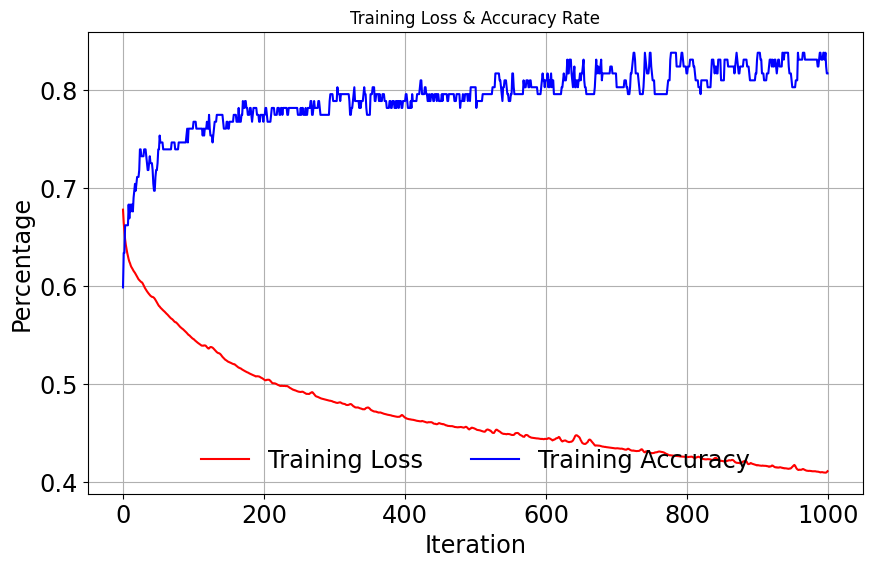 Training Loss & Accuracy Rate
Percentage
0.8
0.7
0.6
0.5
0.4
Training Loss
Training Accuracy
0
200
400
600
800
1000
Iteration